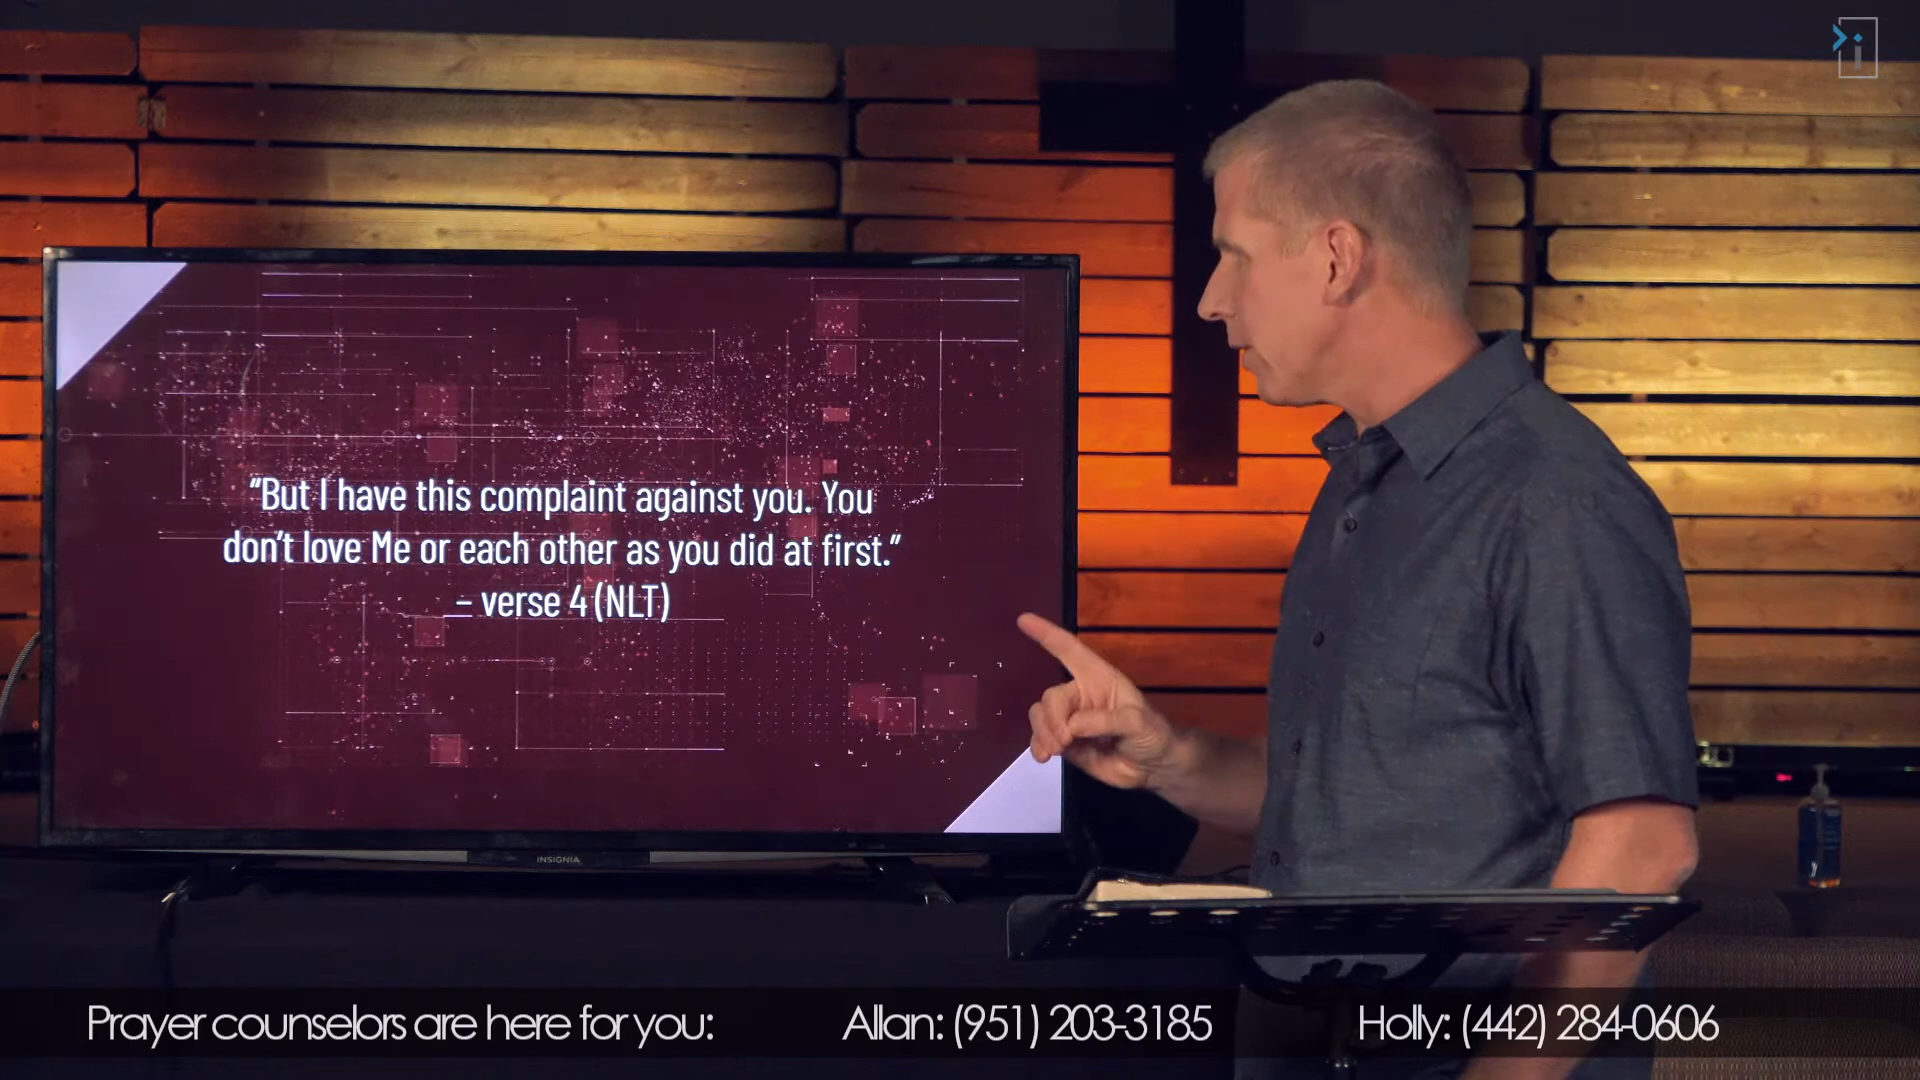 “But I have this complaint against you. You
don’t love Me or each other as you did at first.”
– verse 4 (NLT)
INSIGNIA
Prayer counselors are here for you: Allan: (951) 203-3185 Holly: (442) 284-0606